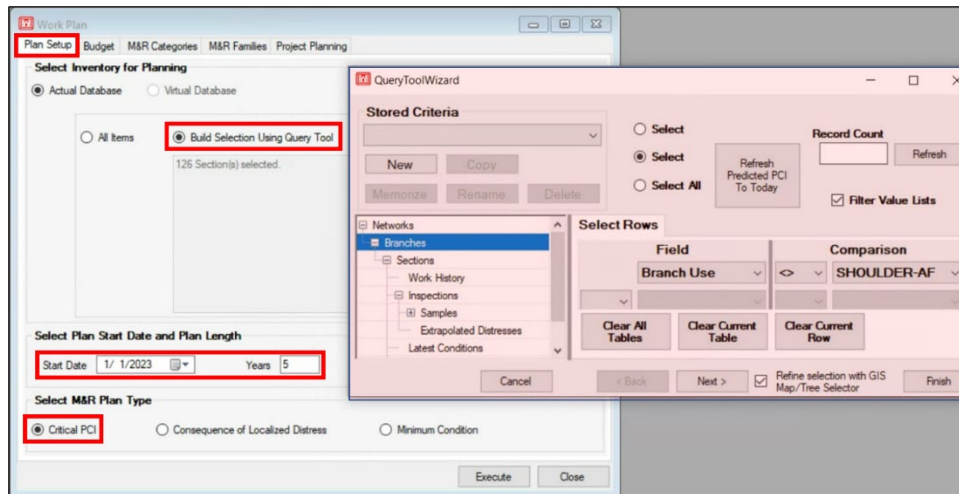 Work Plan
Plan Setup Budget M&R Categories M&R Families Project Planning
Select Inventory for Planning
Actual Database Virtual Database
All Items Build Selection Using Query Tool
126 Section(s) selected.
Select Plan Start Date and Plan Length
Start Date 1/ 1/2023 Years 5
Select M&R Plan Type
Critical PCI Consequence of Localized Distress Minimum Condition
Execute Close
QueryToolWizard
Stored Criteria
New Copy
Memorize Rename Delete
Select
Select
Select All
Refresh
Predicted PCI
To Today
Record Count
Refresh
Filter Value Lists
Networks
Branches
Sections
Work History
Inspections
Samples
Extrapolated Distresses
Latest Conditions
Select Rows
Field Comparison
Branch Use <> SHOULDER-AF
Clear All
Tables
Clear Current
Table
Clear Current
Row
Cancel < Back Next >
Refine selection with GIS
Map/Tree Selector
Finish